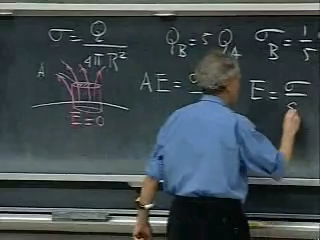 σ = Q / 4πR²
Q_B = 5 Q_A
σ_B = 1/5
A
AE = σ
E = σ
E = 0